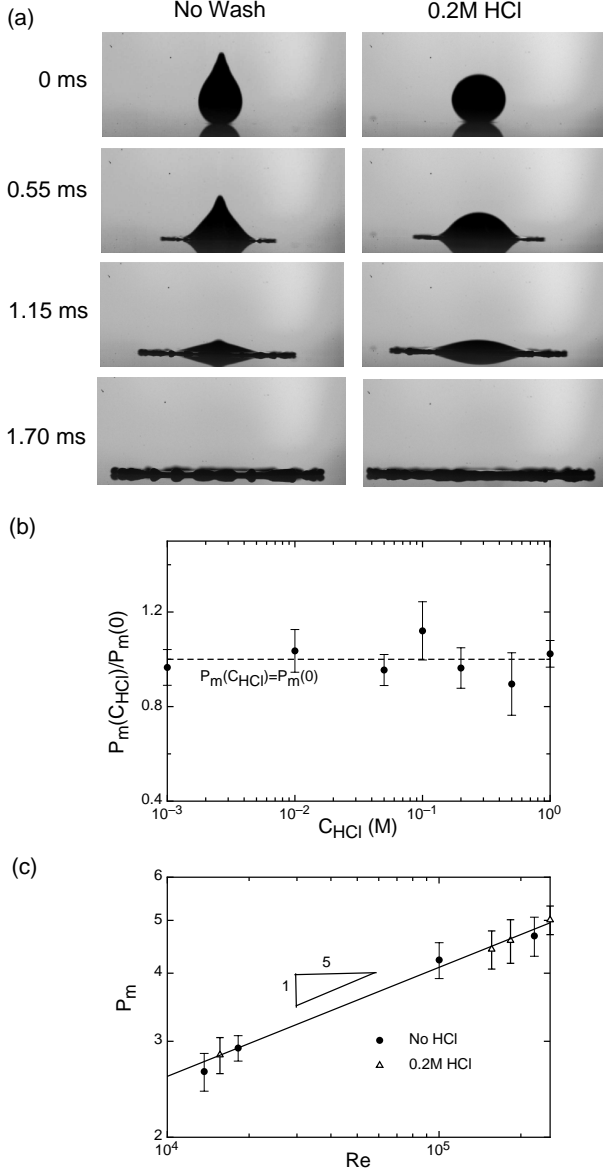 (a)
No Wash 0.2M HCl
0 ms
0.55 ms
1.15 ms
1.70 ms
(b)
P_m(C_HCl)/P_m(0)
1.2
0.8
0.4
P_m(C_HCl)=P_m(0)
10^-3 10^-2 10^-1 10^0
C_HCl (M)
(c)
P_m
6
5
4
3
2
5
1
No HCl
0.2M HCl
10^4 10^5
Re